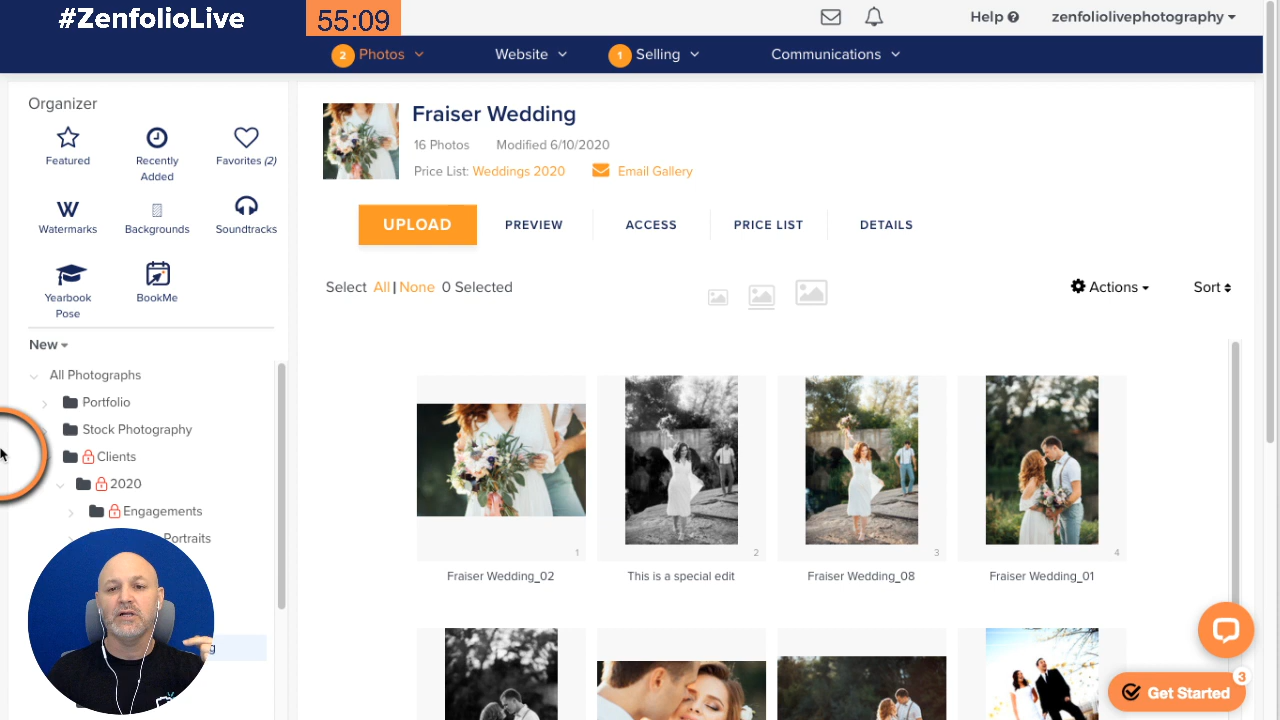 #ZenfolioLive
55:09
Help ?
zenfoliolivephotography
2 Photos
Website
1 Selling
Communications
Organizer
Featured
Recently Added
Favorites (2)
Watermarks
Backgrounds
Soundtracks
Yearbook Pose
BookMe
New
All Photographs
Portfolio
Stock Photography
Clients
2020
Engagements
Portraits
g
Fraiser Wedding
16 Photos Modified 6/10/2020
Price List: Weddings 2020 Email Gallery
UPLOAD
PREVIEW
ACCESS
PRICE LIST
DETAILS
Select All | None 0 Selected
Actions
Sort
1
2
3
4
Fraiser Wedding_02
This is a special edit
Fraiser Wedding_08
Fraiser Wedding_01
3
Get Started